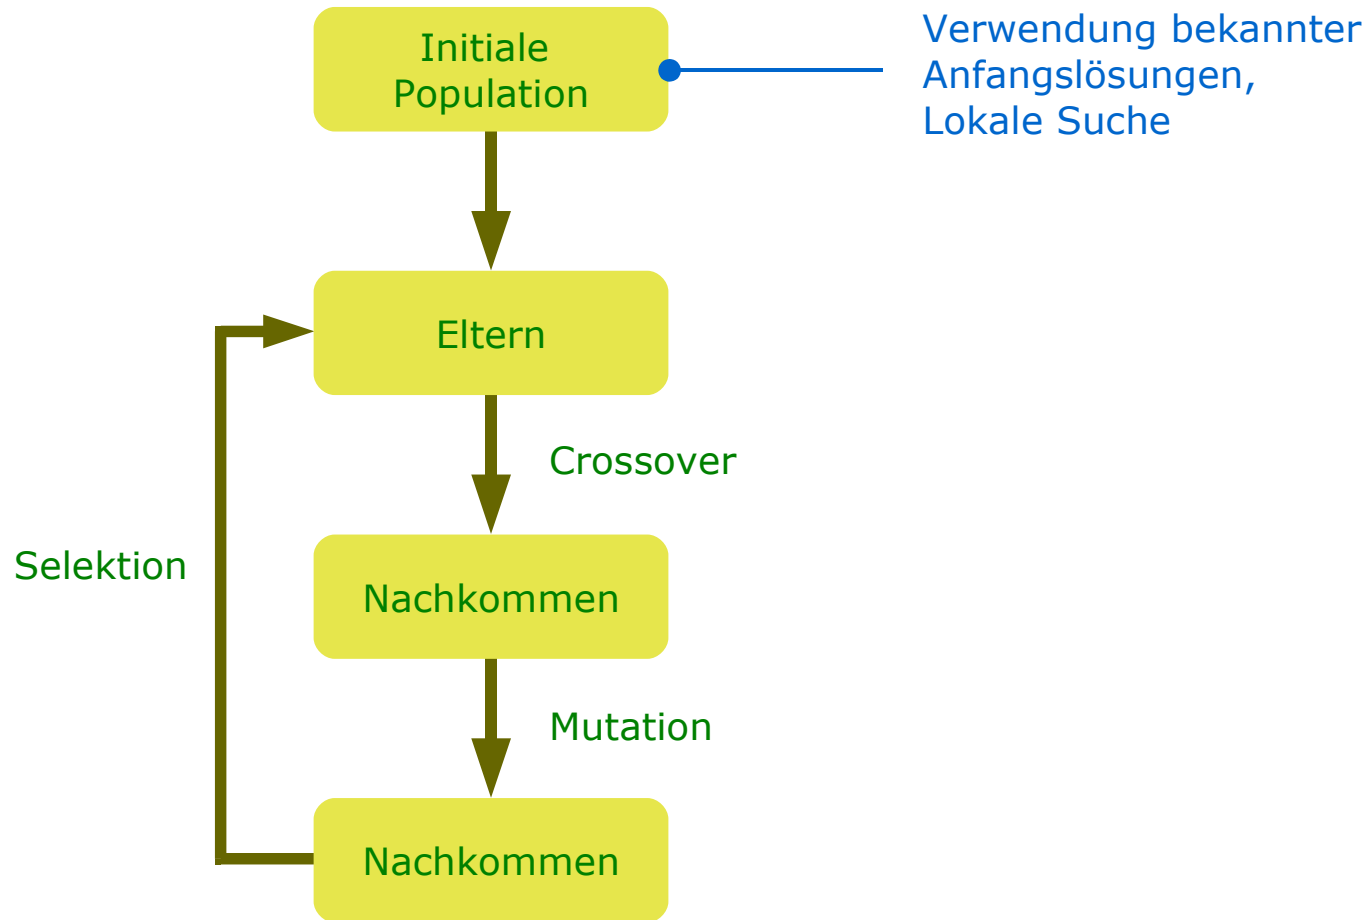 Initiale
Population
Verwendung bekannter
Anfangslösungen,
Lokale Suche
Eltern
Crossover
Selektion
Nachkommen
Mutation
Nachkommen